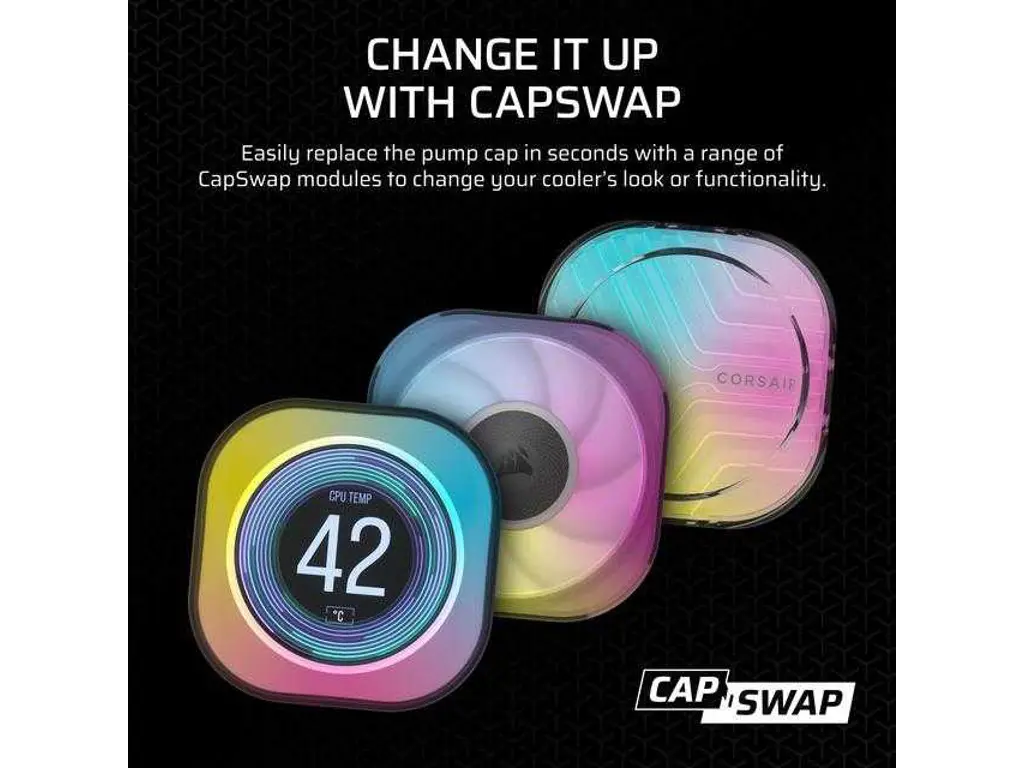 CHANGE IT UP
WITH CAPSWAP
Easily replace the pump cap in seconds with a range of
CapSwap modules to change your cooler's look or functionality.
CORSAIR
CPU TEMP
42
°C
CAP
SWAP